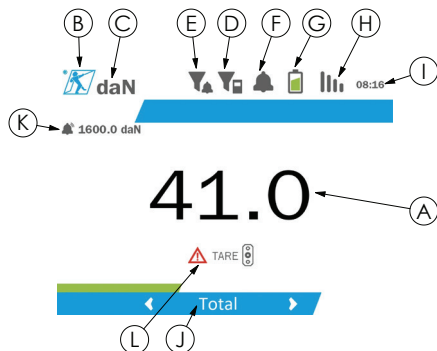 B C E D F G H
daN 08:16 I
K 1600.0 daN
41.0 A
TARE
Total
L J